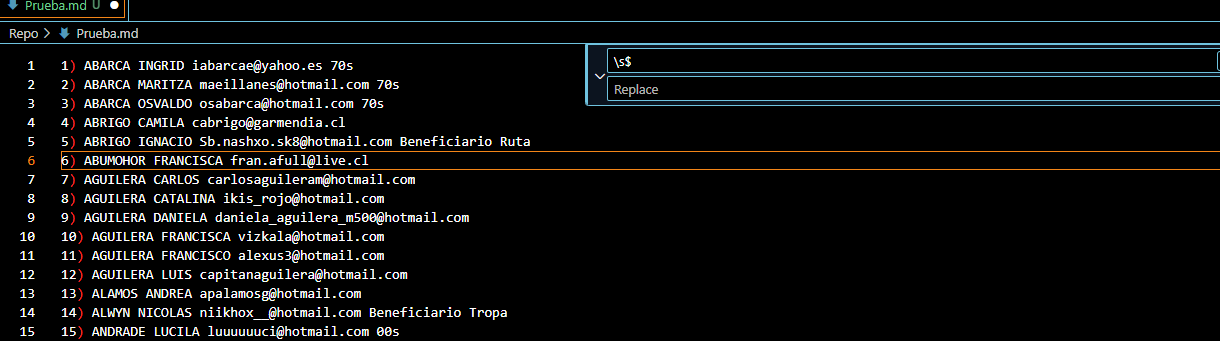 Prueba.md U
Repo > Prueba.md
\s$
Replace
1 1) ABARCA INGRID iabarcae@yahoo.es 70s
2 2) ABARCA MARITZA maeillanes@hotmail.com 70s
3 3) ABARCA OSVALDO osabarca@hotmail.com 70s
4 4) ABRIGO CAMILA cabrigo@garmendia.cl
5 5) ABRIGO IGNACIO Sb.nashxo.sk8@hotmail.com Beneficiario Ruta
6 6) ABUMOHOR FRANCISCA fran.afull@live.cl
7 7) AGUILERA CARLOS carlosaguileram@hotmail.com
8 8) AGUILERA CATALINA ikis_rojo@hotmail.com
9 9) AGUILERA DANIELA daniela_aguilera_m500@hotmail.com
10 10) AGUILERA FRANCISCA vizkala@hotmail.com
11 11) AGUILERA FRANCISCO alexus3@hotmail.com
12 12) AGUILERA LUIS capitanaguilera@hotmail.com
13 13) ALAMOS ANDREA apalamosg@hotmail.com
14 14) ALWYN NICOLAS niikhox__@hotmail.com Beneficiario Tropa
15 15) ANDRADE LUCILA luuuuuuci@hotmail.com 00s